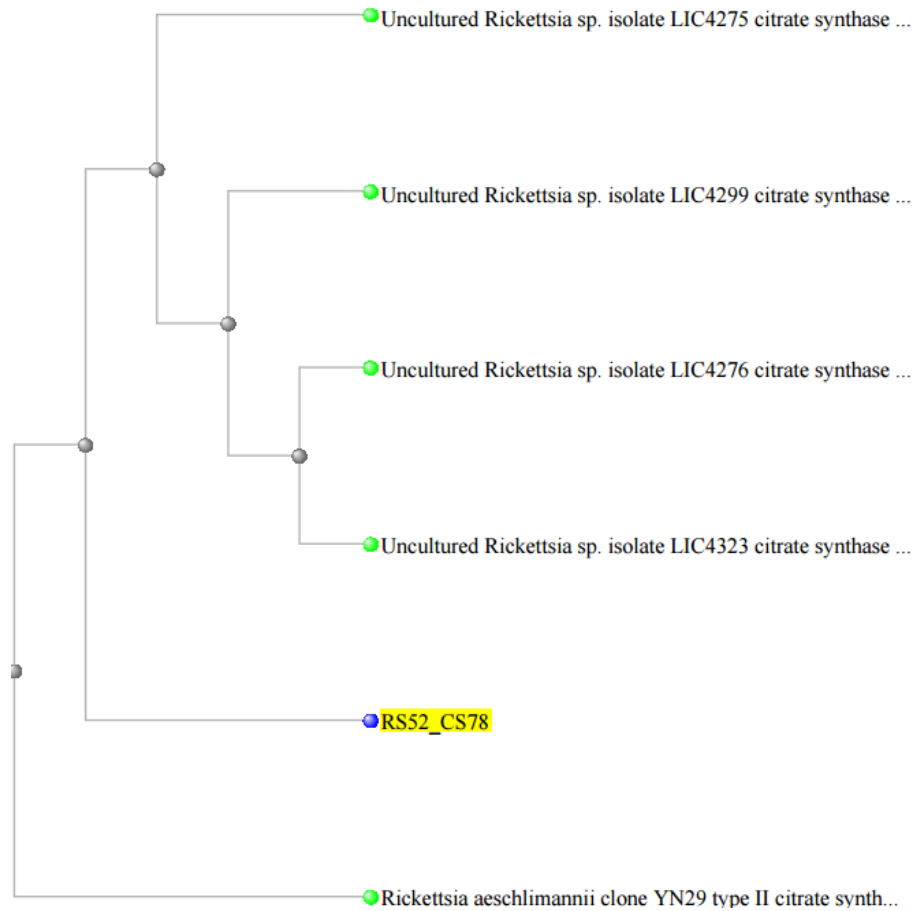 Uncultured Rickettsia sp. isolate LIC4275 citrate synthase ...
Uncultured Rickettsia sp. isolate LIC4299 citrate synthase ...
Uncultured Rickettsia sp. isolate LIC4276 citrate synthase ...
Uncultured Rickettsia sp. isolate LIC4323 citrate synthase ...
RS52_CS78
Rickettsia aeschlimannii clone YN29 type II citrate synth...